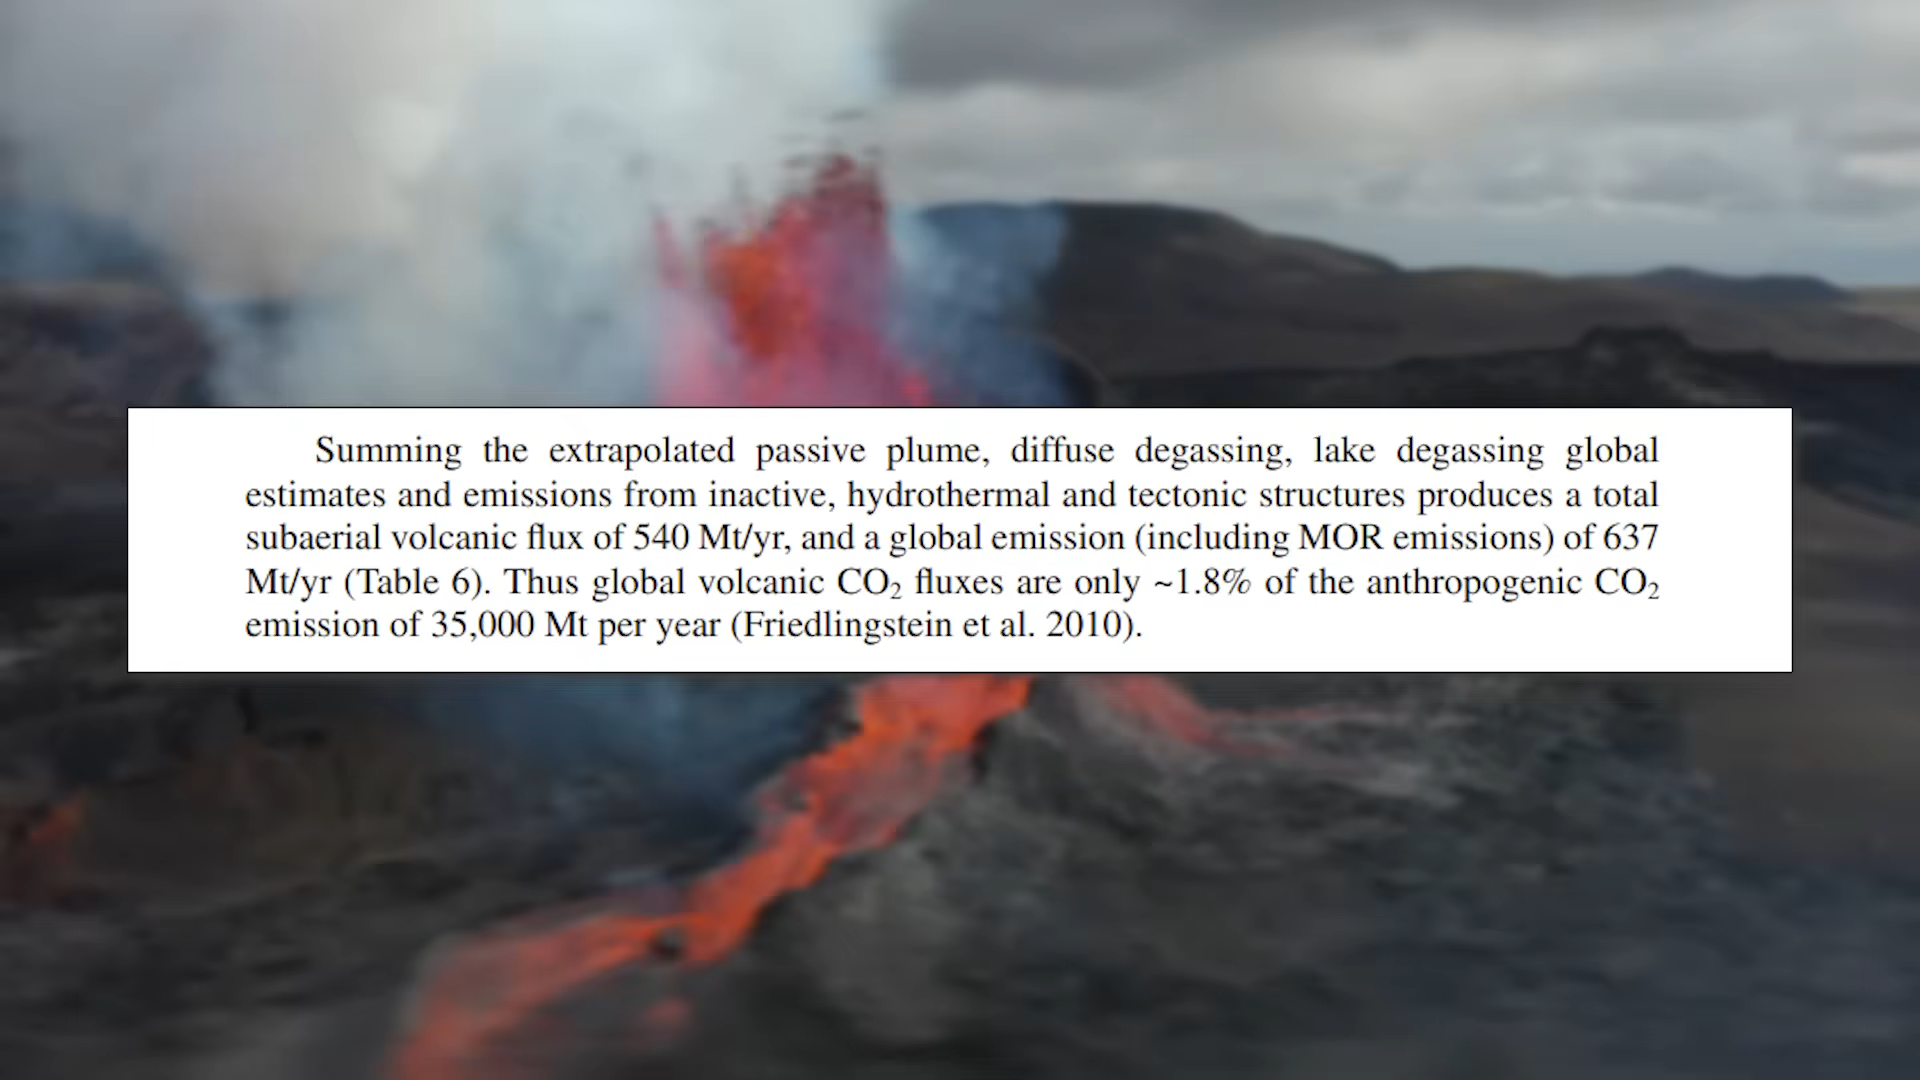 Summing the extrapolated passive plume, diffuse degassing, lake degassing global
estimates and emissions from inactive, hydrothermal and tectonic structures produces a total
subaerial volcanic flux of 540 Mt/yr, and a global emission (including MOR emissions) of 637
Mt/yr (Table 6). Thus global volcanic CO₂ fluxes are only ~1.8% of the anthropogenic CO₂
emission of 35,000 Mt per year (Friedlingstein et al. 2010).